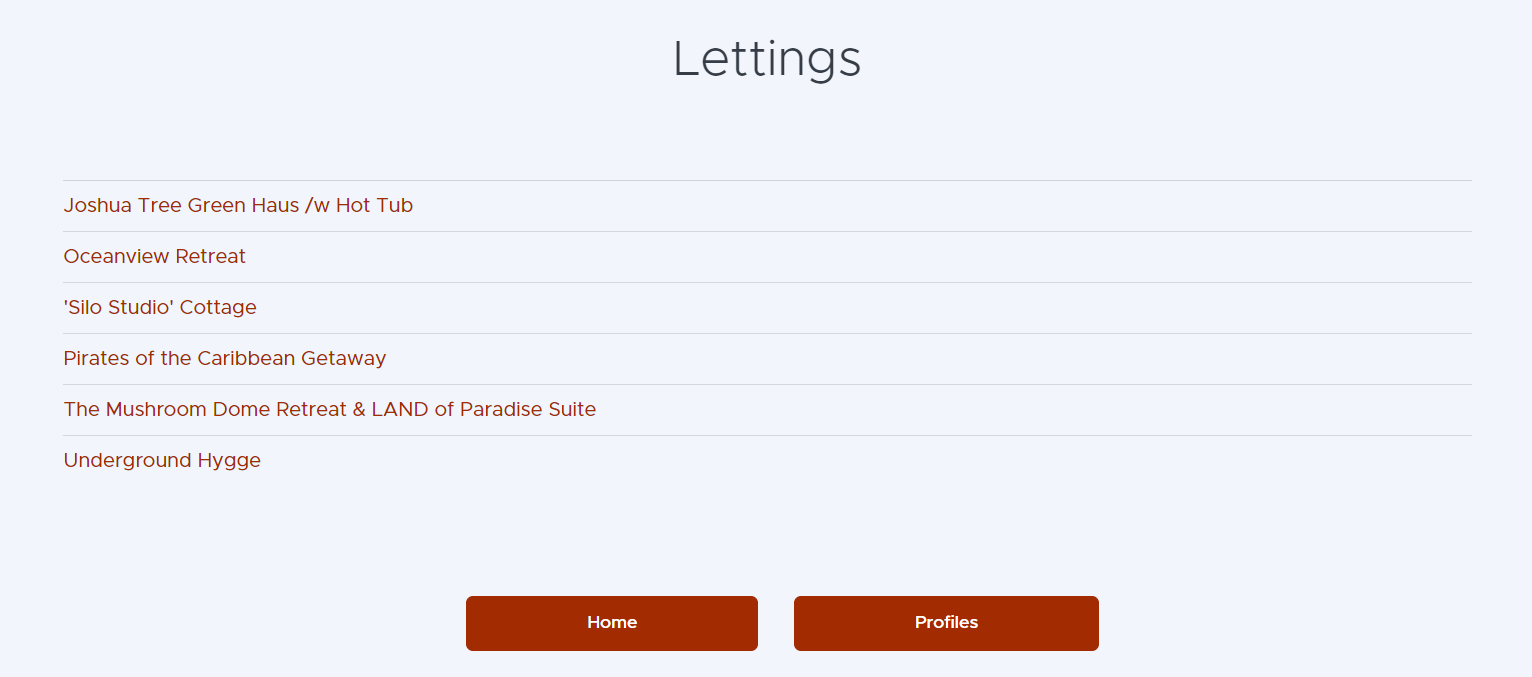 Lettings
Joshua Tree Green Haus /w Hot Tub
Oceanview Retreat
'Silo Studio' Cottage
Pirates of the Caribbean Getaway
The Mushroom Dome Retreat & LAND of Paradise Suite
Underground Hygge
Home
Profiles